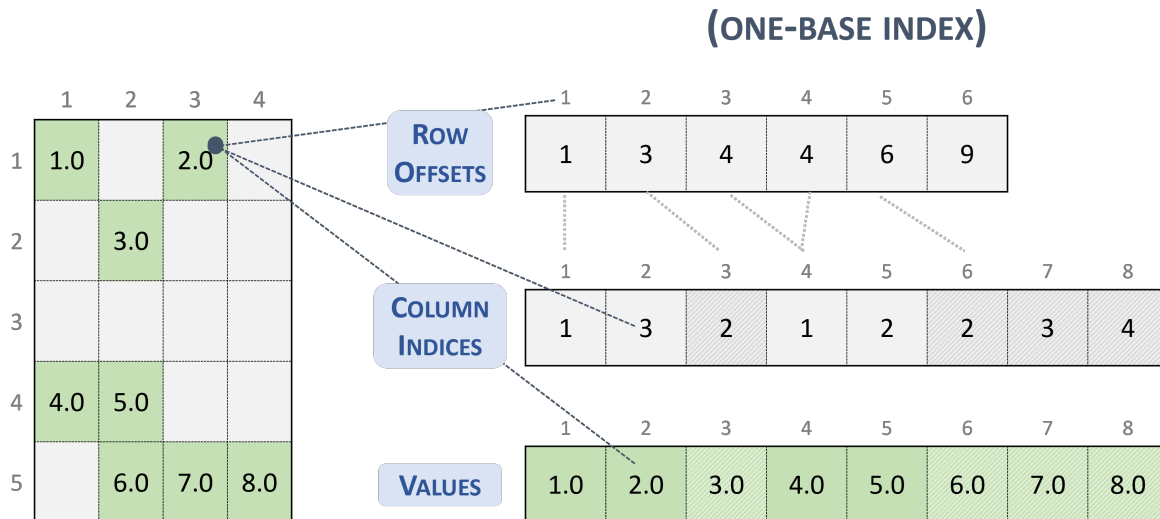 (ONE-BASE INDEX)
1 2 3 4
1 1.0 2.0
2 3.0
3
4 4.0 5.0
5 6.0 7.0 8.0
ROW
OFFSETS
1 2 3 4 5 6
1 3 4 4 6 9
COLUMN
INDICES
1 2 3 4 5 6 7 8
1 3 2 1 2 2 3 4
VALUES
1 2 3 4 5 6 7 8
1.0 2.0 3.0 4.0 5.0 6.0 7.0 8.0